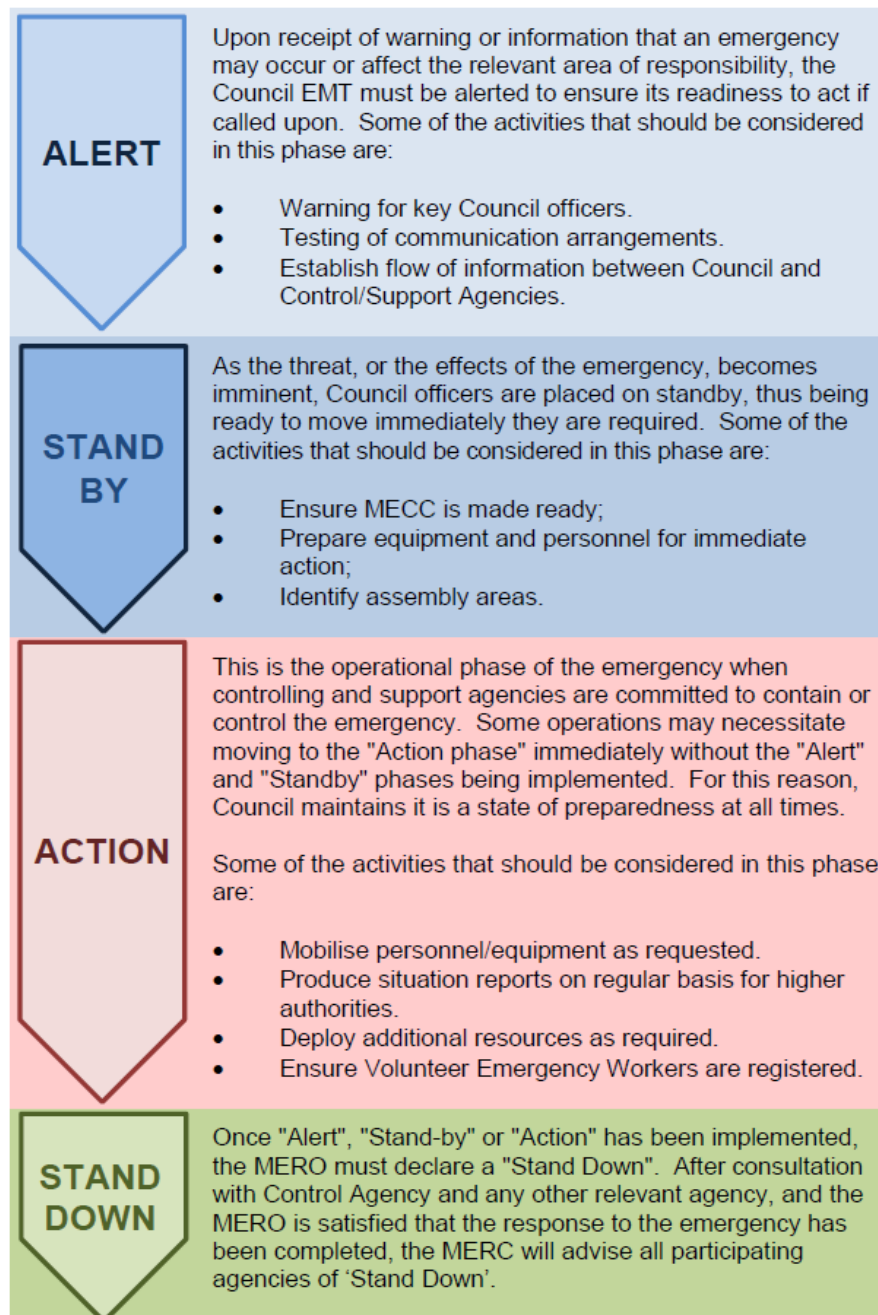 ALERT
Upon receipt of warning or information that an emergency
may occur or affect the relevant area of responsibility, the
Council EMT must be alerted to ensure its readiness to act if
called upon.  Some of the activities that should be considered
in this phase are:
• Warning for key Council officers.
• Testing of communication arrangements.
• Establish flow of information between Council and
Control/Support Agencies.
STAND
BY
As the threat, or the effects of the emergency, becomes
imminent, Council officers are placed on standby, thus being
ready to move immediately they are required.  Some of the
activities that should be considered in this phase are:
• Ensure MECC is made ready;
• Prepare equipment and personnel for immediate
action;
• Identify assembly areas.
ACTION
This is the operational phase of the emergency when
controlling and support agencies are committed to contain or
control the emergency.  Some operations may necessitate
moving to the "Action phase" immediately without the "Alert"
and "Standby" phases being implemented.  For this reason,
Council maintains it is a state of preparedness at all times.
Some of the activities that should be considered in this phase
are:
• Mobilise personnel/equipment as requested.
• Produce situation reports on regular basis for higher
authorities.
• Deploy additional resources as required.
• Ensure Volunteer Emergency Workers are registered.
STAND
DOWN
Once "Alert", "Stand-by" or "Action" has been implemented,
the MERO must declare a "Stand Down".  After consultation
with Control Agency and any other relevant agency, and the
MERO is satisfied that the response to the emergency has
been completed, the MERC will advise all participating
agencies of ‘Stand Down’.